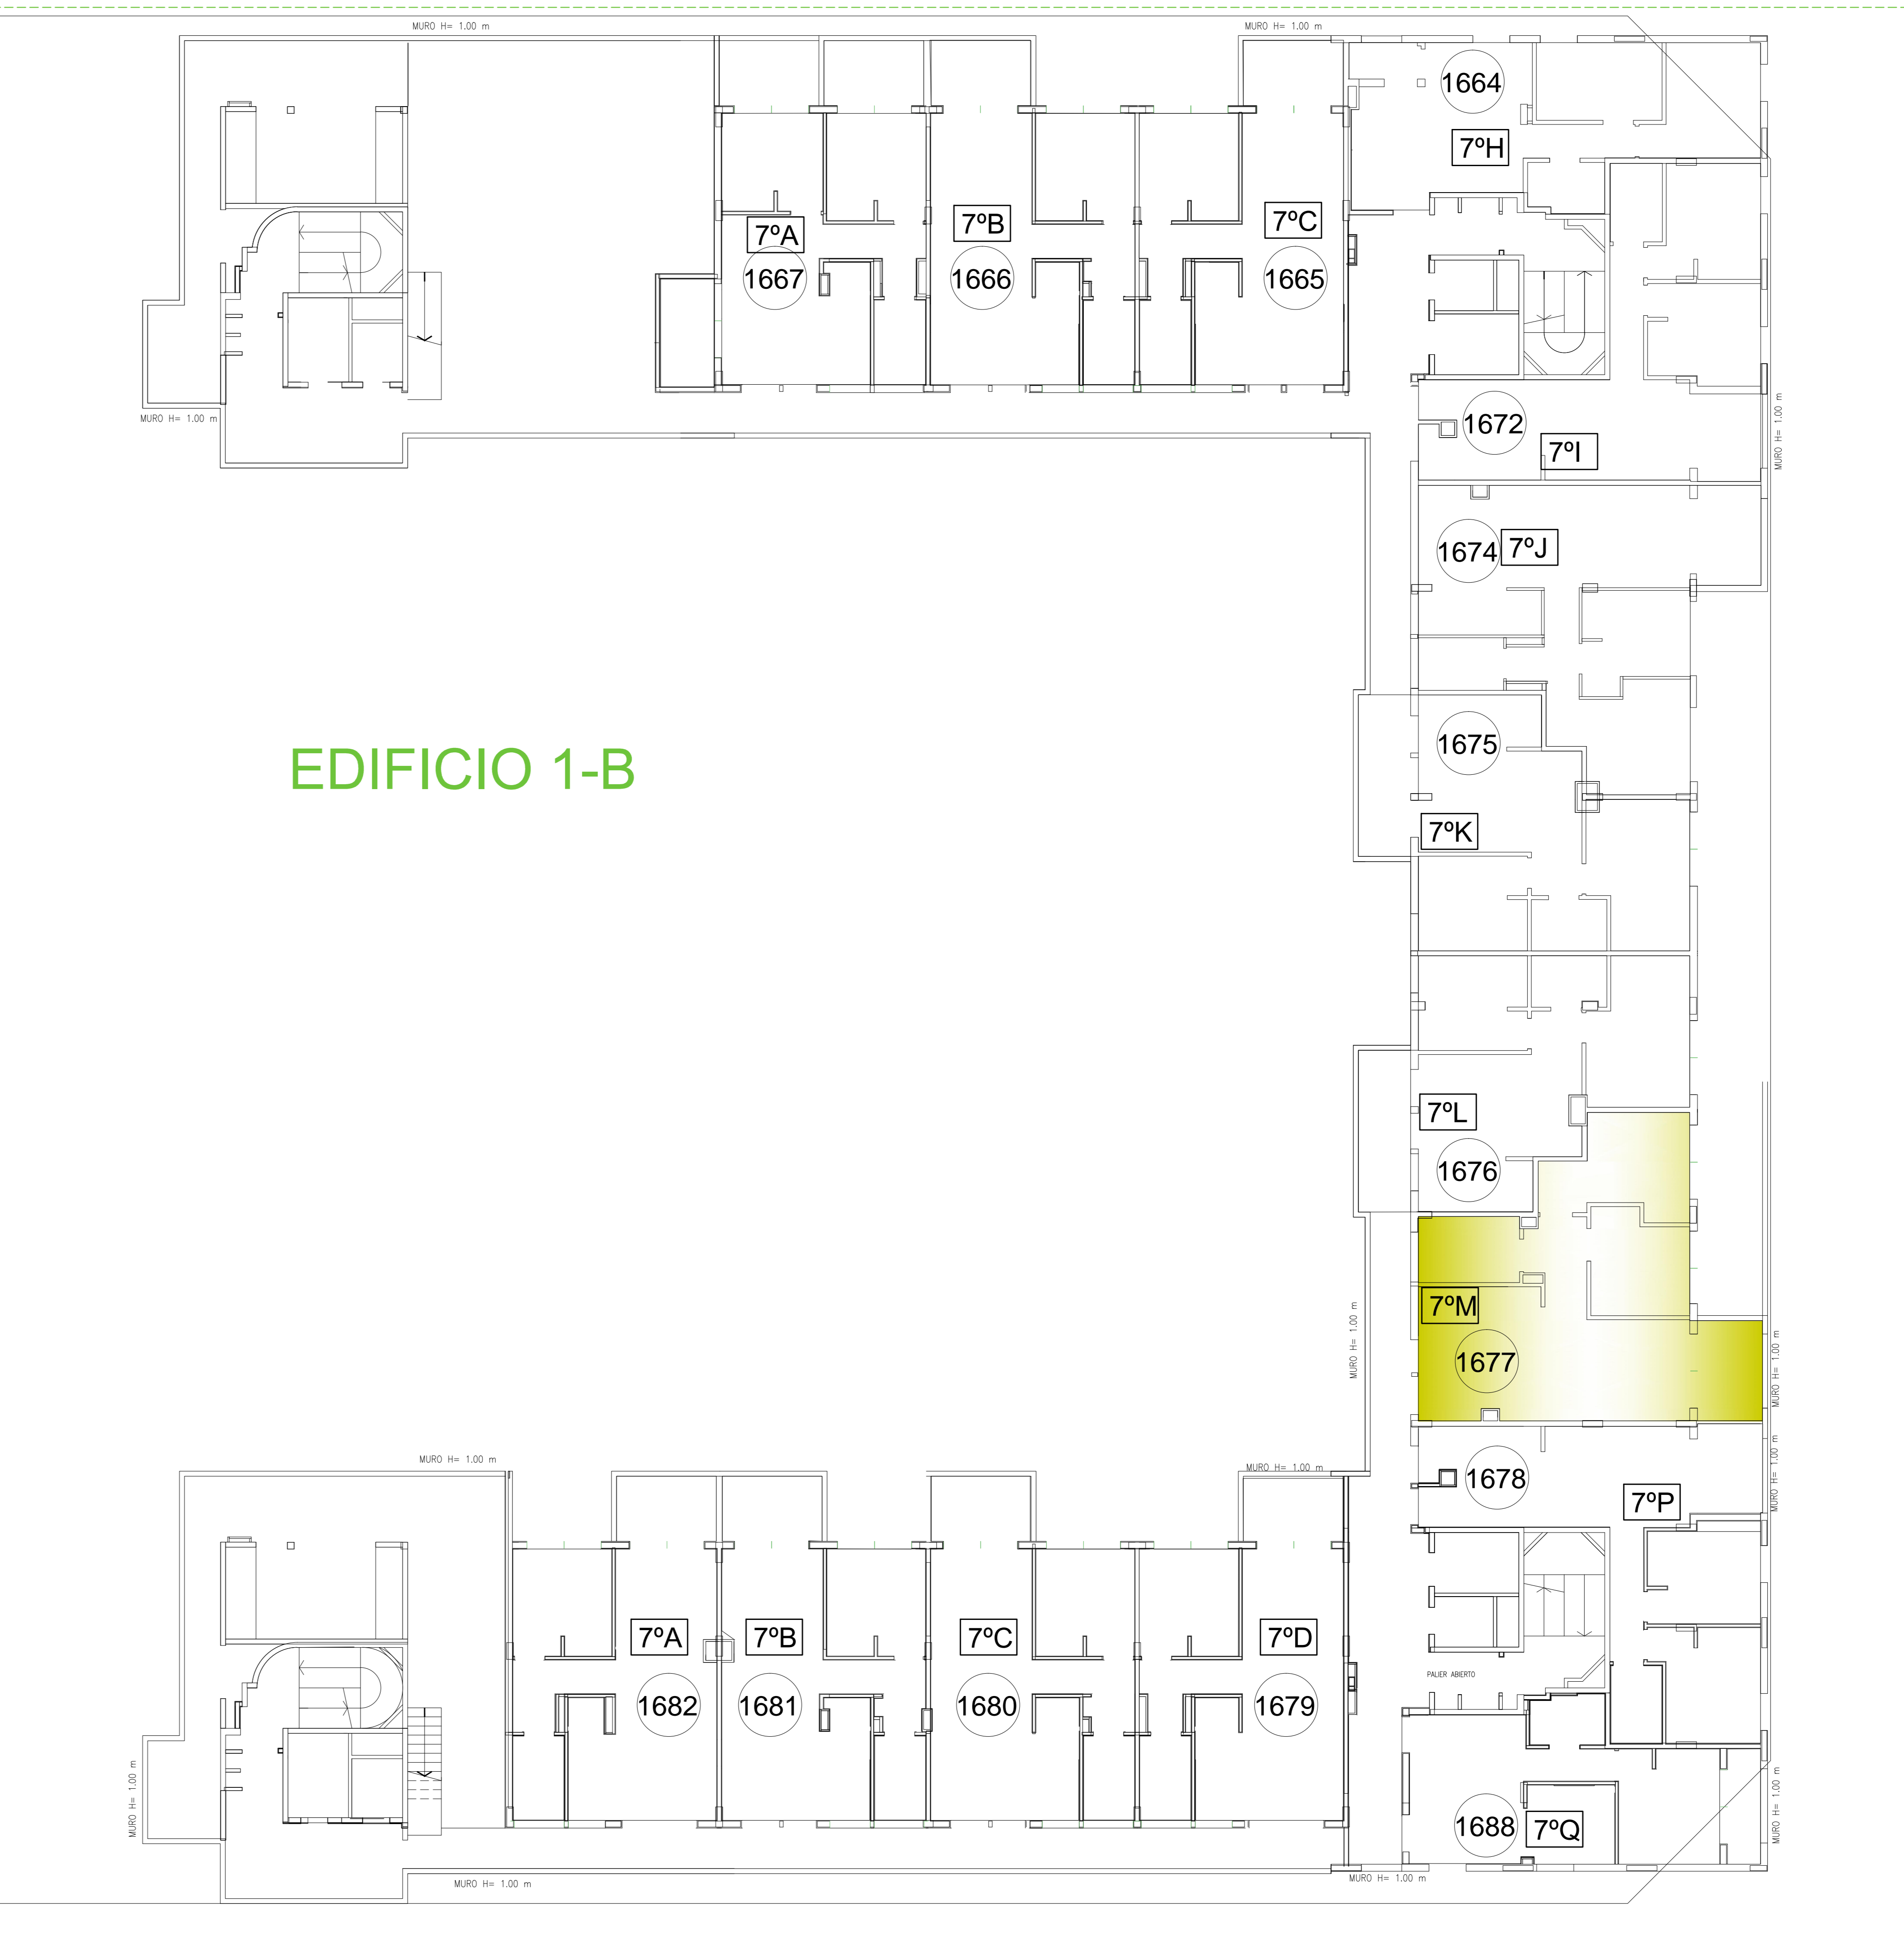 MURO H= 1.00 m
MURO H= 1.00 m
1664
7ºH
7ºA
1667
7ºB
1666
7ºC
1665
MURO H= 1.00 m
MURO H= 1.00 m
1672
7ºI
1674
7ºJ
1675
EDIFICIO 1-B
7ºK
7ºL
1676
7ºM
MURO H= 1.00 m
1677
MURO H= 1.00 m
MURO H= 1.00 m
MURO H= 1.00 m
MURO H= 1.00 m
1678
7ºP
7ºA
7ºB
7ºC
7ºD
PALIER ABIERTO
1682
1681
1680
1679
MURO H= 1.00 m
MURO H= 1.00 m
1688
7ºQ
MURO H= 1.00 m
MURO H= 1.00 m